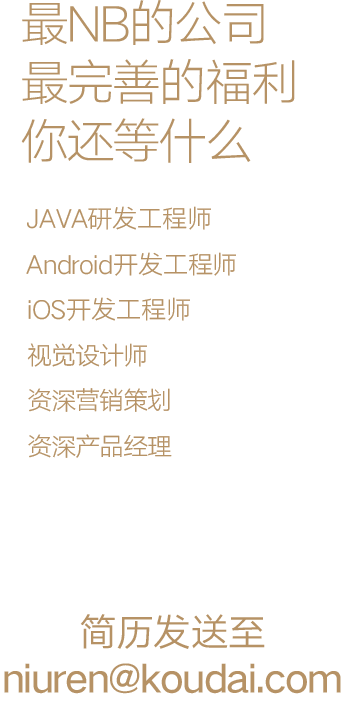 最NB的公司
最完善的福利
你还等什么
JAVA研发工程师
Android开发工程师
iOS开发工程师
视觉设计师
资深营销策划
资深产品经理
简历发送至
niuren@koudai.com